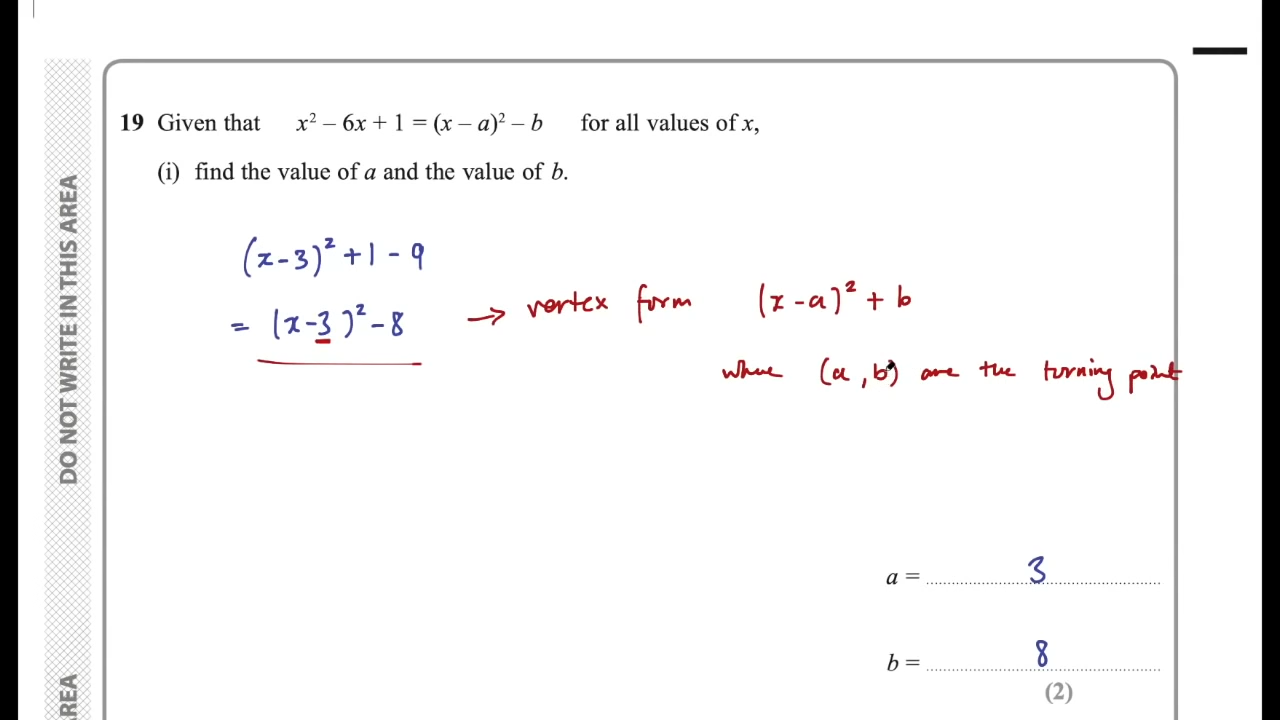 19 Given that x² – 6x + 1 = (x – a)² – b for all values of x,
(i) find the value of a and the value of b.
(x-3)² +1 - 9
= (x-3)² - 8 → vertex form (x-a)² + b
where (a, b) are the turning point
a = 3
b = 8
(2)
DO NOT WRITE IN THIS AREA
AREA